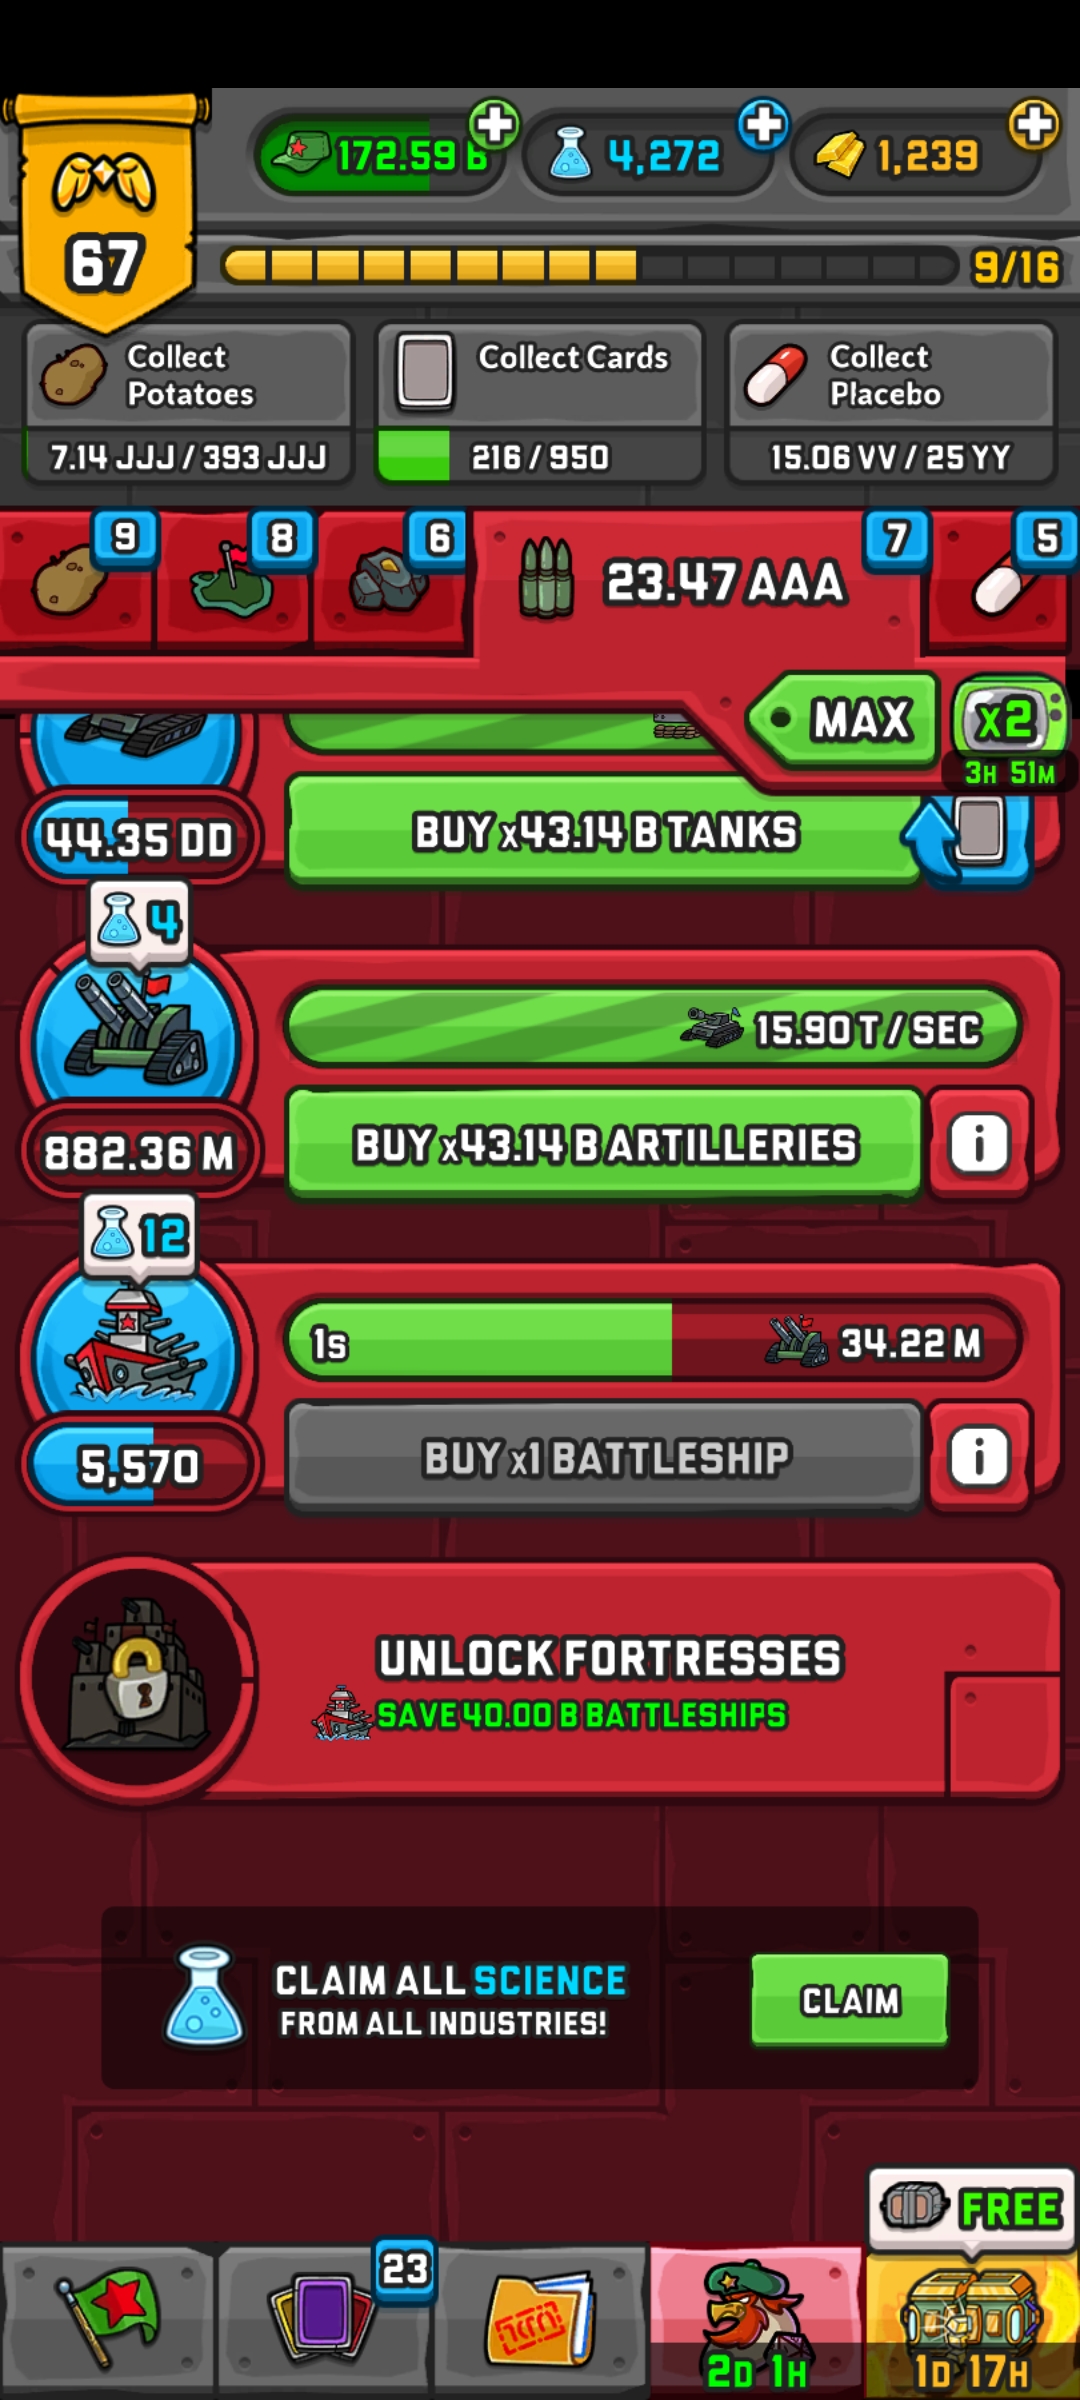 67
172.59 B
4,272
1,239
9/16
Collect
Potatoes
7.14 JJJ / 393 JJJ
Collect Cards
216 / 950
Collect
Placebo
15.06 VV / 25 YY
9
8
6
23.47 AAA
7
5
MAX
x2
3H 51M
44.35 DD
BUY x43.14 B TANKS
4
15.90 T / SEC
882.36 M
BUY x43.14 B ARTILLERIES
i
12
1s
34.22 M
5,570
BUY x1 BATTLESHIP
i
UNLOCK FORTRESSES
SAVE 40.00 B BATTLESHIPS
CLAIM ALL SCIENCE
FROM ALL INDUSTRIES!
CLAIM
FREE
23
2D 1H
1D 17H